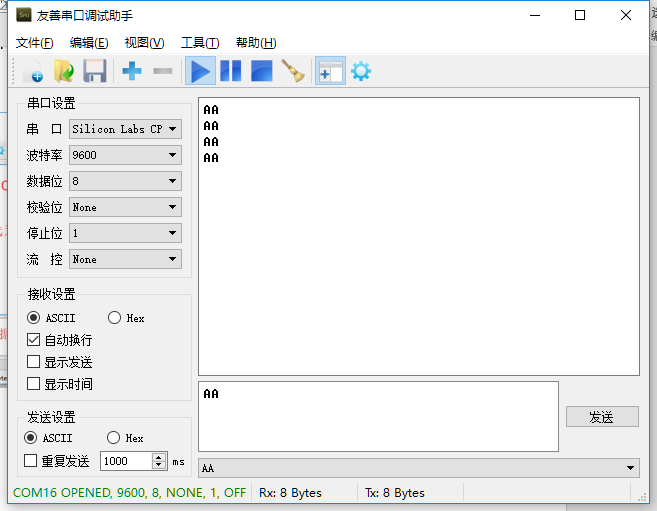 友善串口调试助手
文件(F) 编辑(E) 视图(V) 工具(T) 帮助(H)
串口设置
串 口 Silicon Labs CP
波特率 9600
数据位 8
校验位 None
停止位 1
流 控 None
接收设置
ASCII Hex
自动换行
显示发送
显示时间
发送设置
ASCII Hex
重复发送 1000 ms
AA
AA
AA
AA
AA
发送
AA
COM16 OPENED, 9600, 8, NONE, 1, OFF Rx: 8 Bytes Tx: 8 Bytes